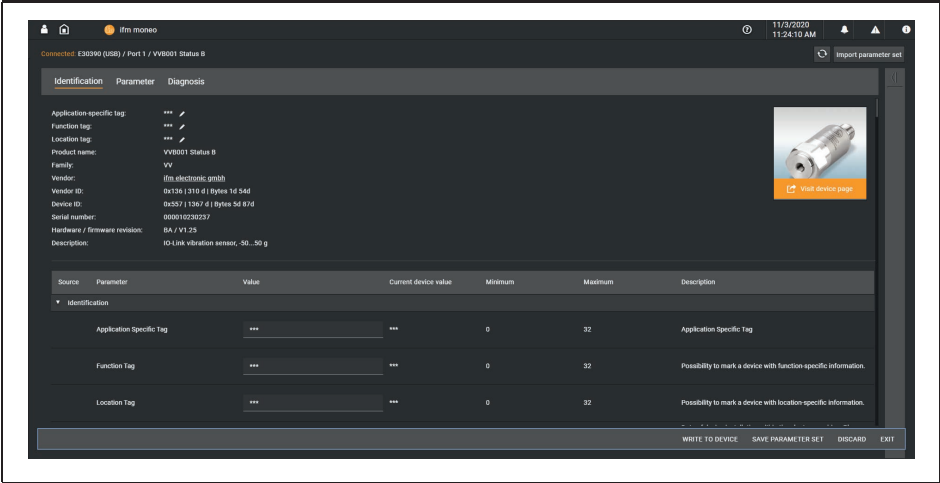 ifm moneo
11/3/2020
11:24:10 AM
Connected: E30390 (USB) / Port 1 / VVB001 Status B
Import parameter set
Identification Parameter Diagnosis
Application-specific tag: ***
Function tag: ***
Location tag: ***
Product name: VVB001 Status B
Family: VV
Vendor: ifm electronic gmbh
Vendor ID: 0x136 | 310 d | Bytes 1d 54d
Device ID: 0x557 | 1367 d | Bytes 5d 87d
Serial number: 000010230237
Hardware / firmware revision: BA / V1.25
Description: IO-Link vibration sensor, -50...50 g
Visit device page
Source Parameter Value Current device value Minimum Maximum Description
Identification
Application Specific Tag *** *** 0 32 Application Specific Tag
Function Tag *** *** 0 32 Possibility to mark a device with function-specific information.
Location Tag *** *** 0 32 Possibility to mark a device with location-specific information.
WRITE TO DEVICE SAVE PARAMETER SET DISCARD EXIT